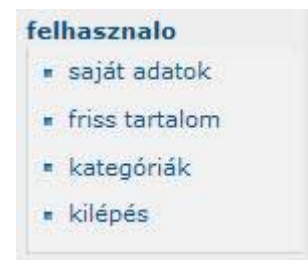 felhasznalo
saját adatok
friss tartalom
kategóriák
kilépés